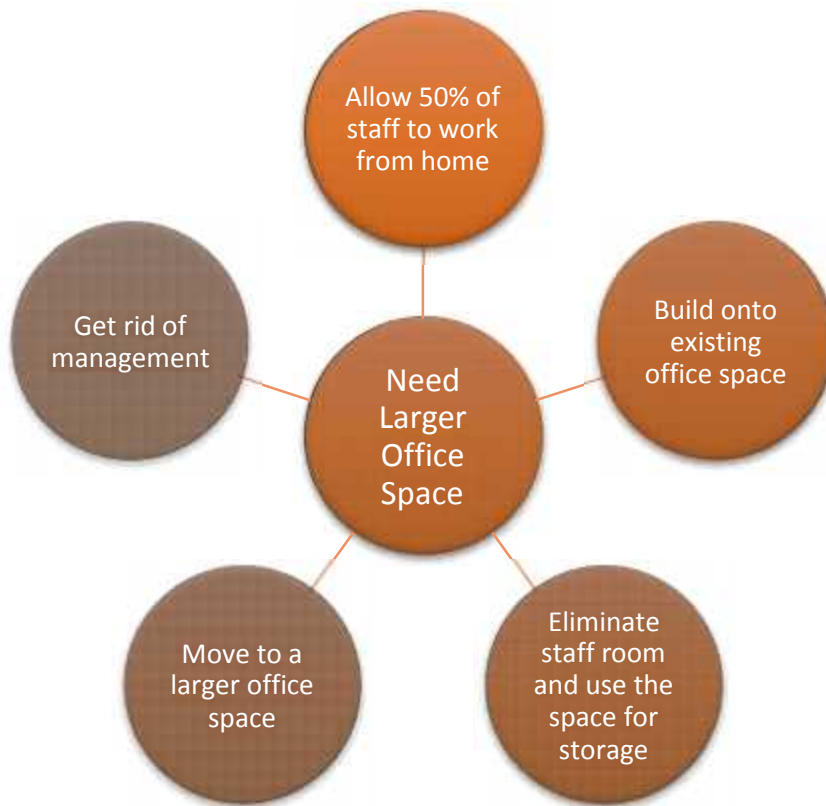 Allow 50% of
staff to work
from home
Get rid of
management
Build onto
existing
office space
Need
Larger
Office
Space
Move to a
larger office
space
Eliminate
staff room
and use the
space for
storage